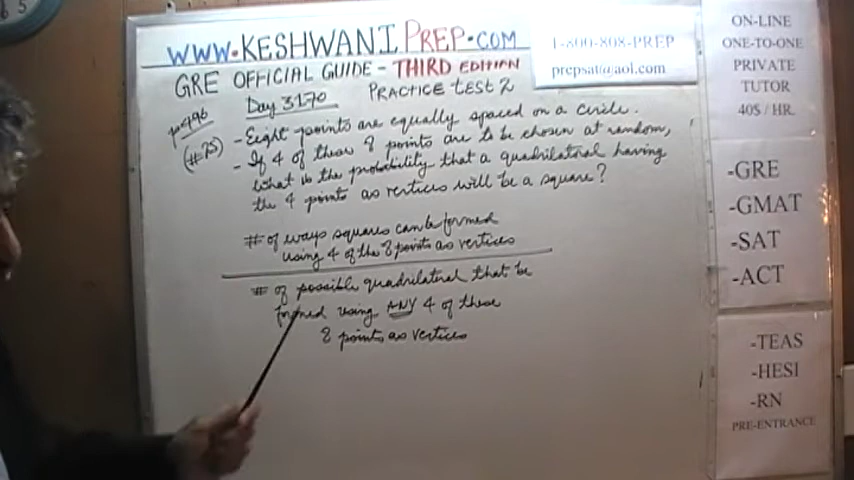 WWW.KESHWANIPREP.COM
1-800-808-PREP
prepsat@aol.com
GRE OFFICIAL GUIDE - THIRD EDITION
Day 3170 PRACTICE TEST 2
(#25)
- Eight points are equally spaced on a circle.
- If 4 of these 8 points are to be chosen at random,
what is the probability that a quadrilateral having
the 4 points as vertices will be a square?
# of ways squares can be formed
using 4 of the 8 points as vertices
# of possible quadrilateral that be
formed using ANY 4 of these
8 points as vertices
ON-LINE
ONE-TO-ONE
PRIVATE
TUTOR
40$ / HR.
-GRE
-GMAT
-SAT
-ACT
-TEAS
-HESI
-RN
PRE-ENTRANCE